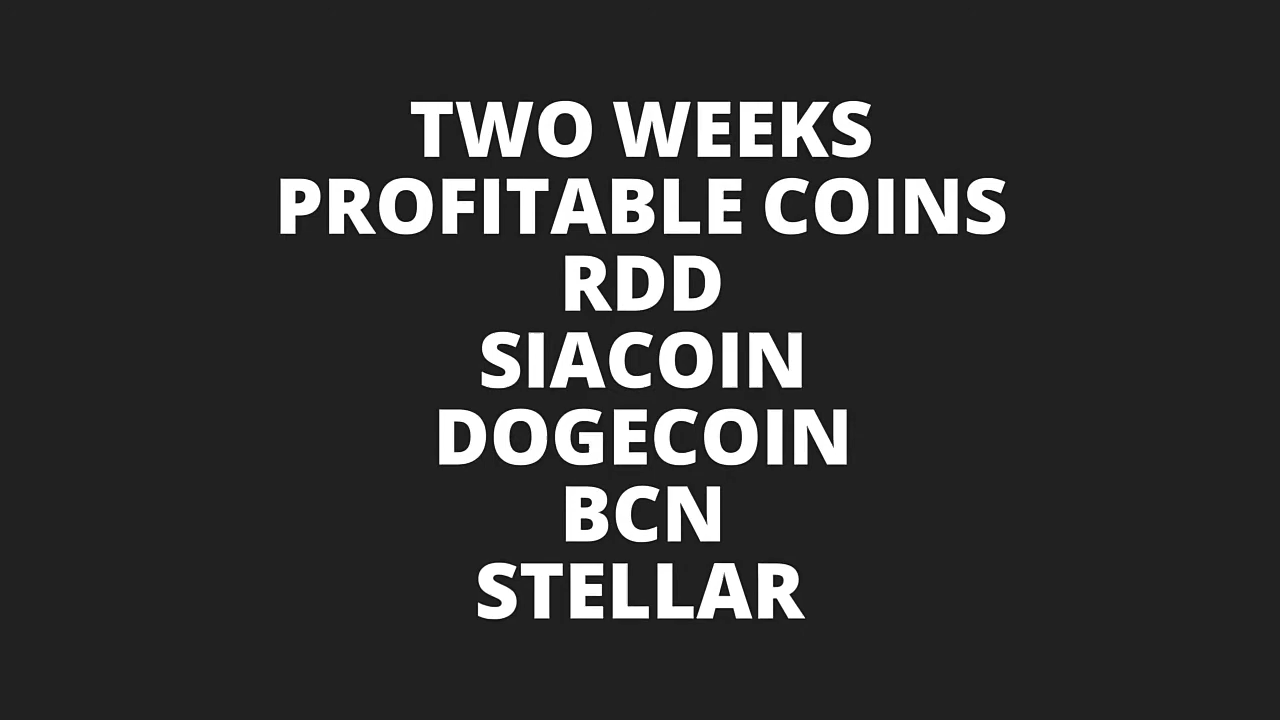 TWO WEEKS
PROFITABLE COINS
RDD
SIACOIN
DOGECOIN
BCN
STELLAR